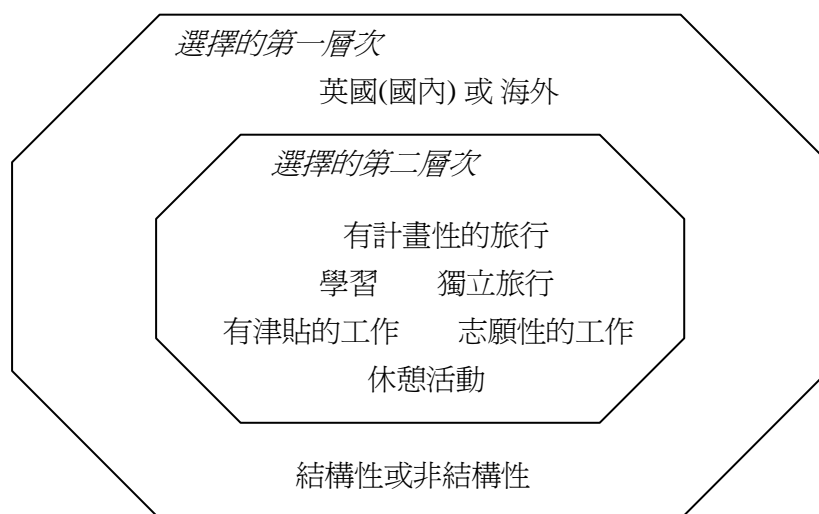 選擇的第一層次
英國(國內) 或 海外
選擇的第二層次
有計畫性的旅行
學習 獨立旅行
有津貼的工作 志願性的工作
休憩活動
結構性或非結構性